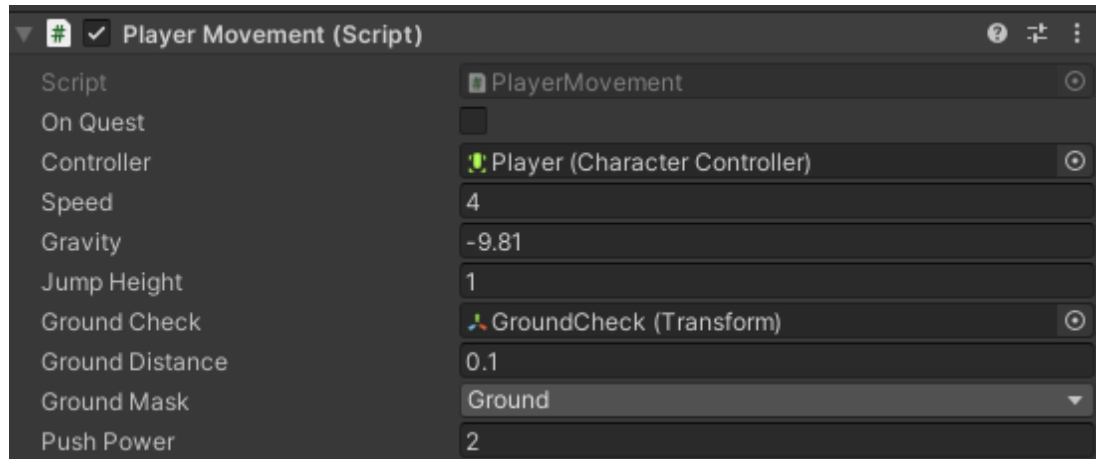 Player Movement (Script)
Script PlayerMovement
On Quest
Controller Player (Character Controller)
Speed 4
Gravity -9.81
Jump Height 1
Ground Check GroundCheck (Transform)
Ground Distance 0.1
Ground Mask Ground
Push Power 2